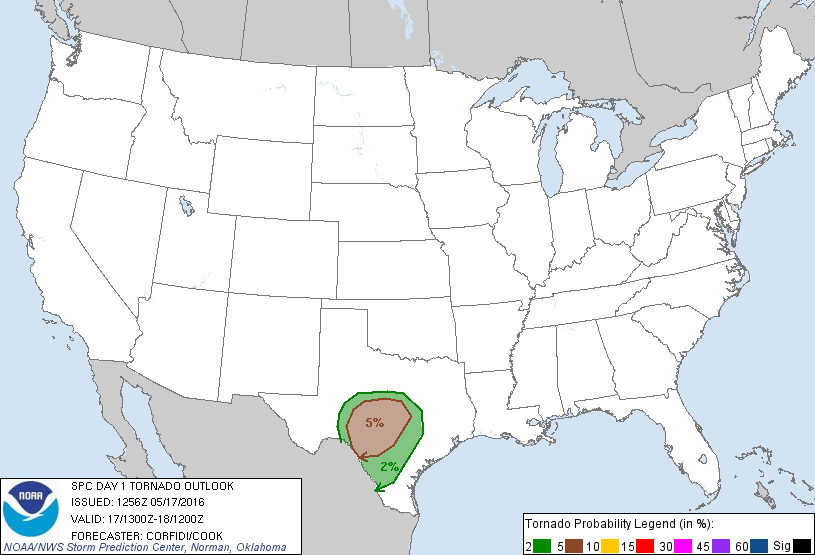 5%
2%
NOAA
SPC DAY 1 TORNADO OUTLOOK
ISSUED: 1256Z 05/17/2016
VALID: 17/1300Z-18/1200Z
FORECASTER: CORFIDI/COOK
NOAA/NWS Storm Prediction Center, Norman, Oklahoma
Tornado Probability Legend (in %):
2 5 10 15 30 45 60 Sig